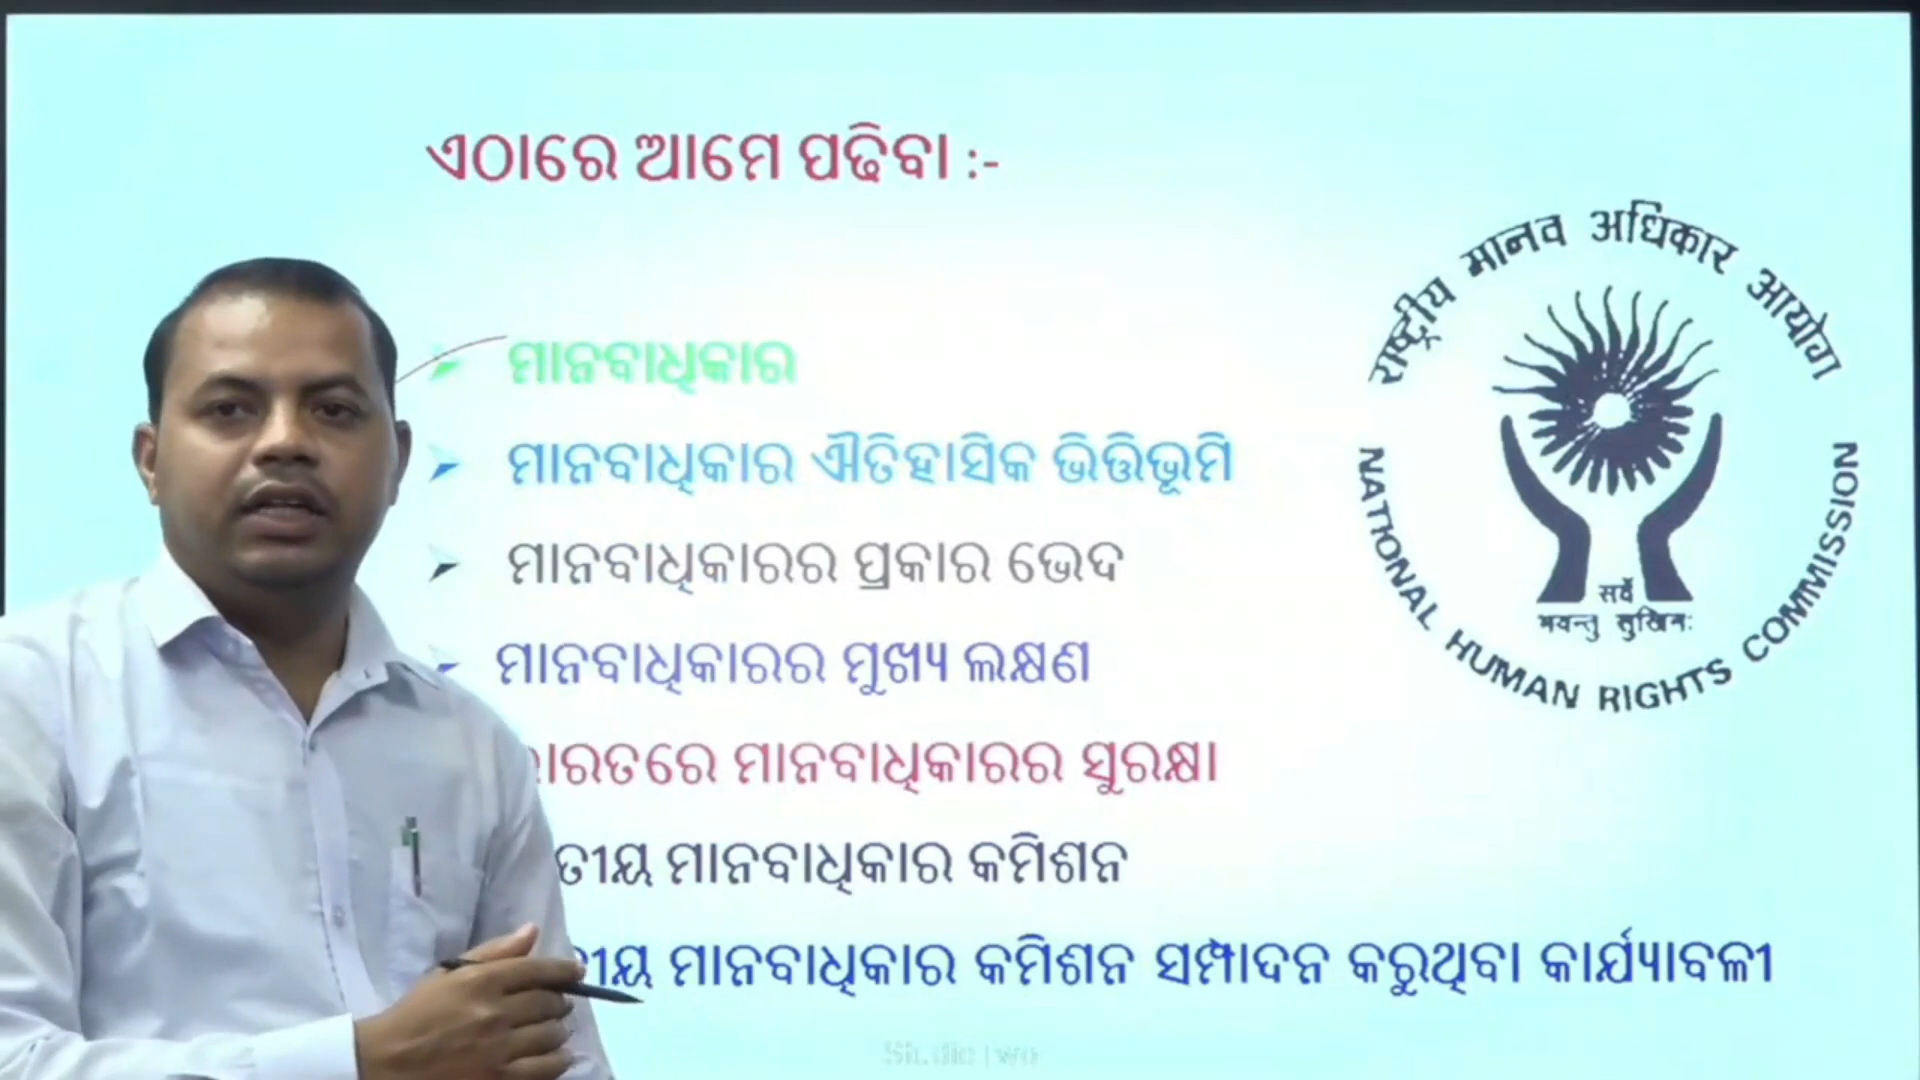 ଏଠାରେ ଆମେ ପଢିବା :-
ମାନବାଧିକାର
ମାନବାଧିକାର ଐତିହାସିକ ଭିତ୍ତିଭୂମି
ମାନବାଧିକାରର ପ୍ରକାର ଭେଦ
ମାନବାଧିକାରର ମୁଖ୍ୟ ଲକ୍ଷଣ
ମାନବାଧିକାରର ସୁରକ୍ଷା
ମାନବାଧିକାର କମିଶନ
ମାନବାଧିକାର କମିଶନ ସମ୍ପାଦନ କରୁଥିବା କାର୍ଯ୍ୟାବଳୀ
राष्ट्रीय मानव अधिकार आयोग
सर्वे
भवन्तु सुखिनः
NATIONAL HUMAN RIGHTS COMMISSION